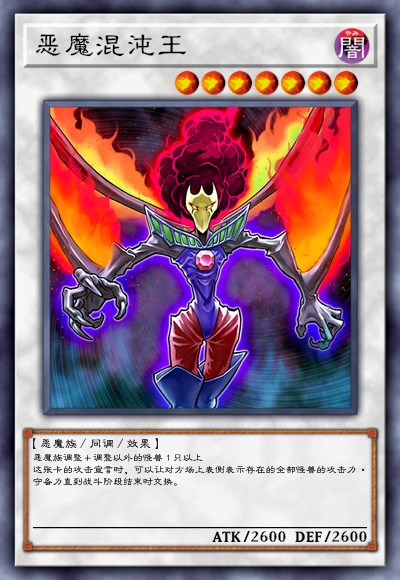 恶魔混沌王
やみ
闇
【恶魔族／同调／效果】
恶魔族调整＋调整以外的怪兽1只以上
这张卡的攻击宣言时，可以让对方场上表侧表示存在的全部怪兽的攻击力・
守备力直到战斗阶段结束时交换。
ATK/2600 DEF/2600